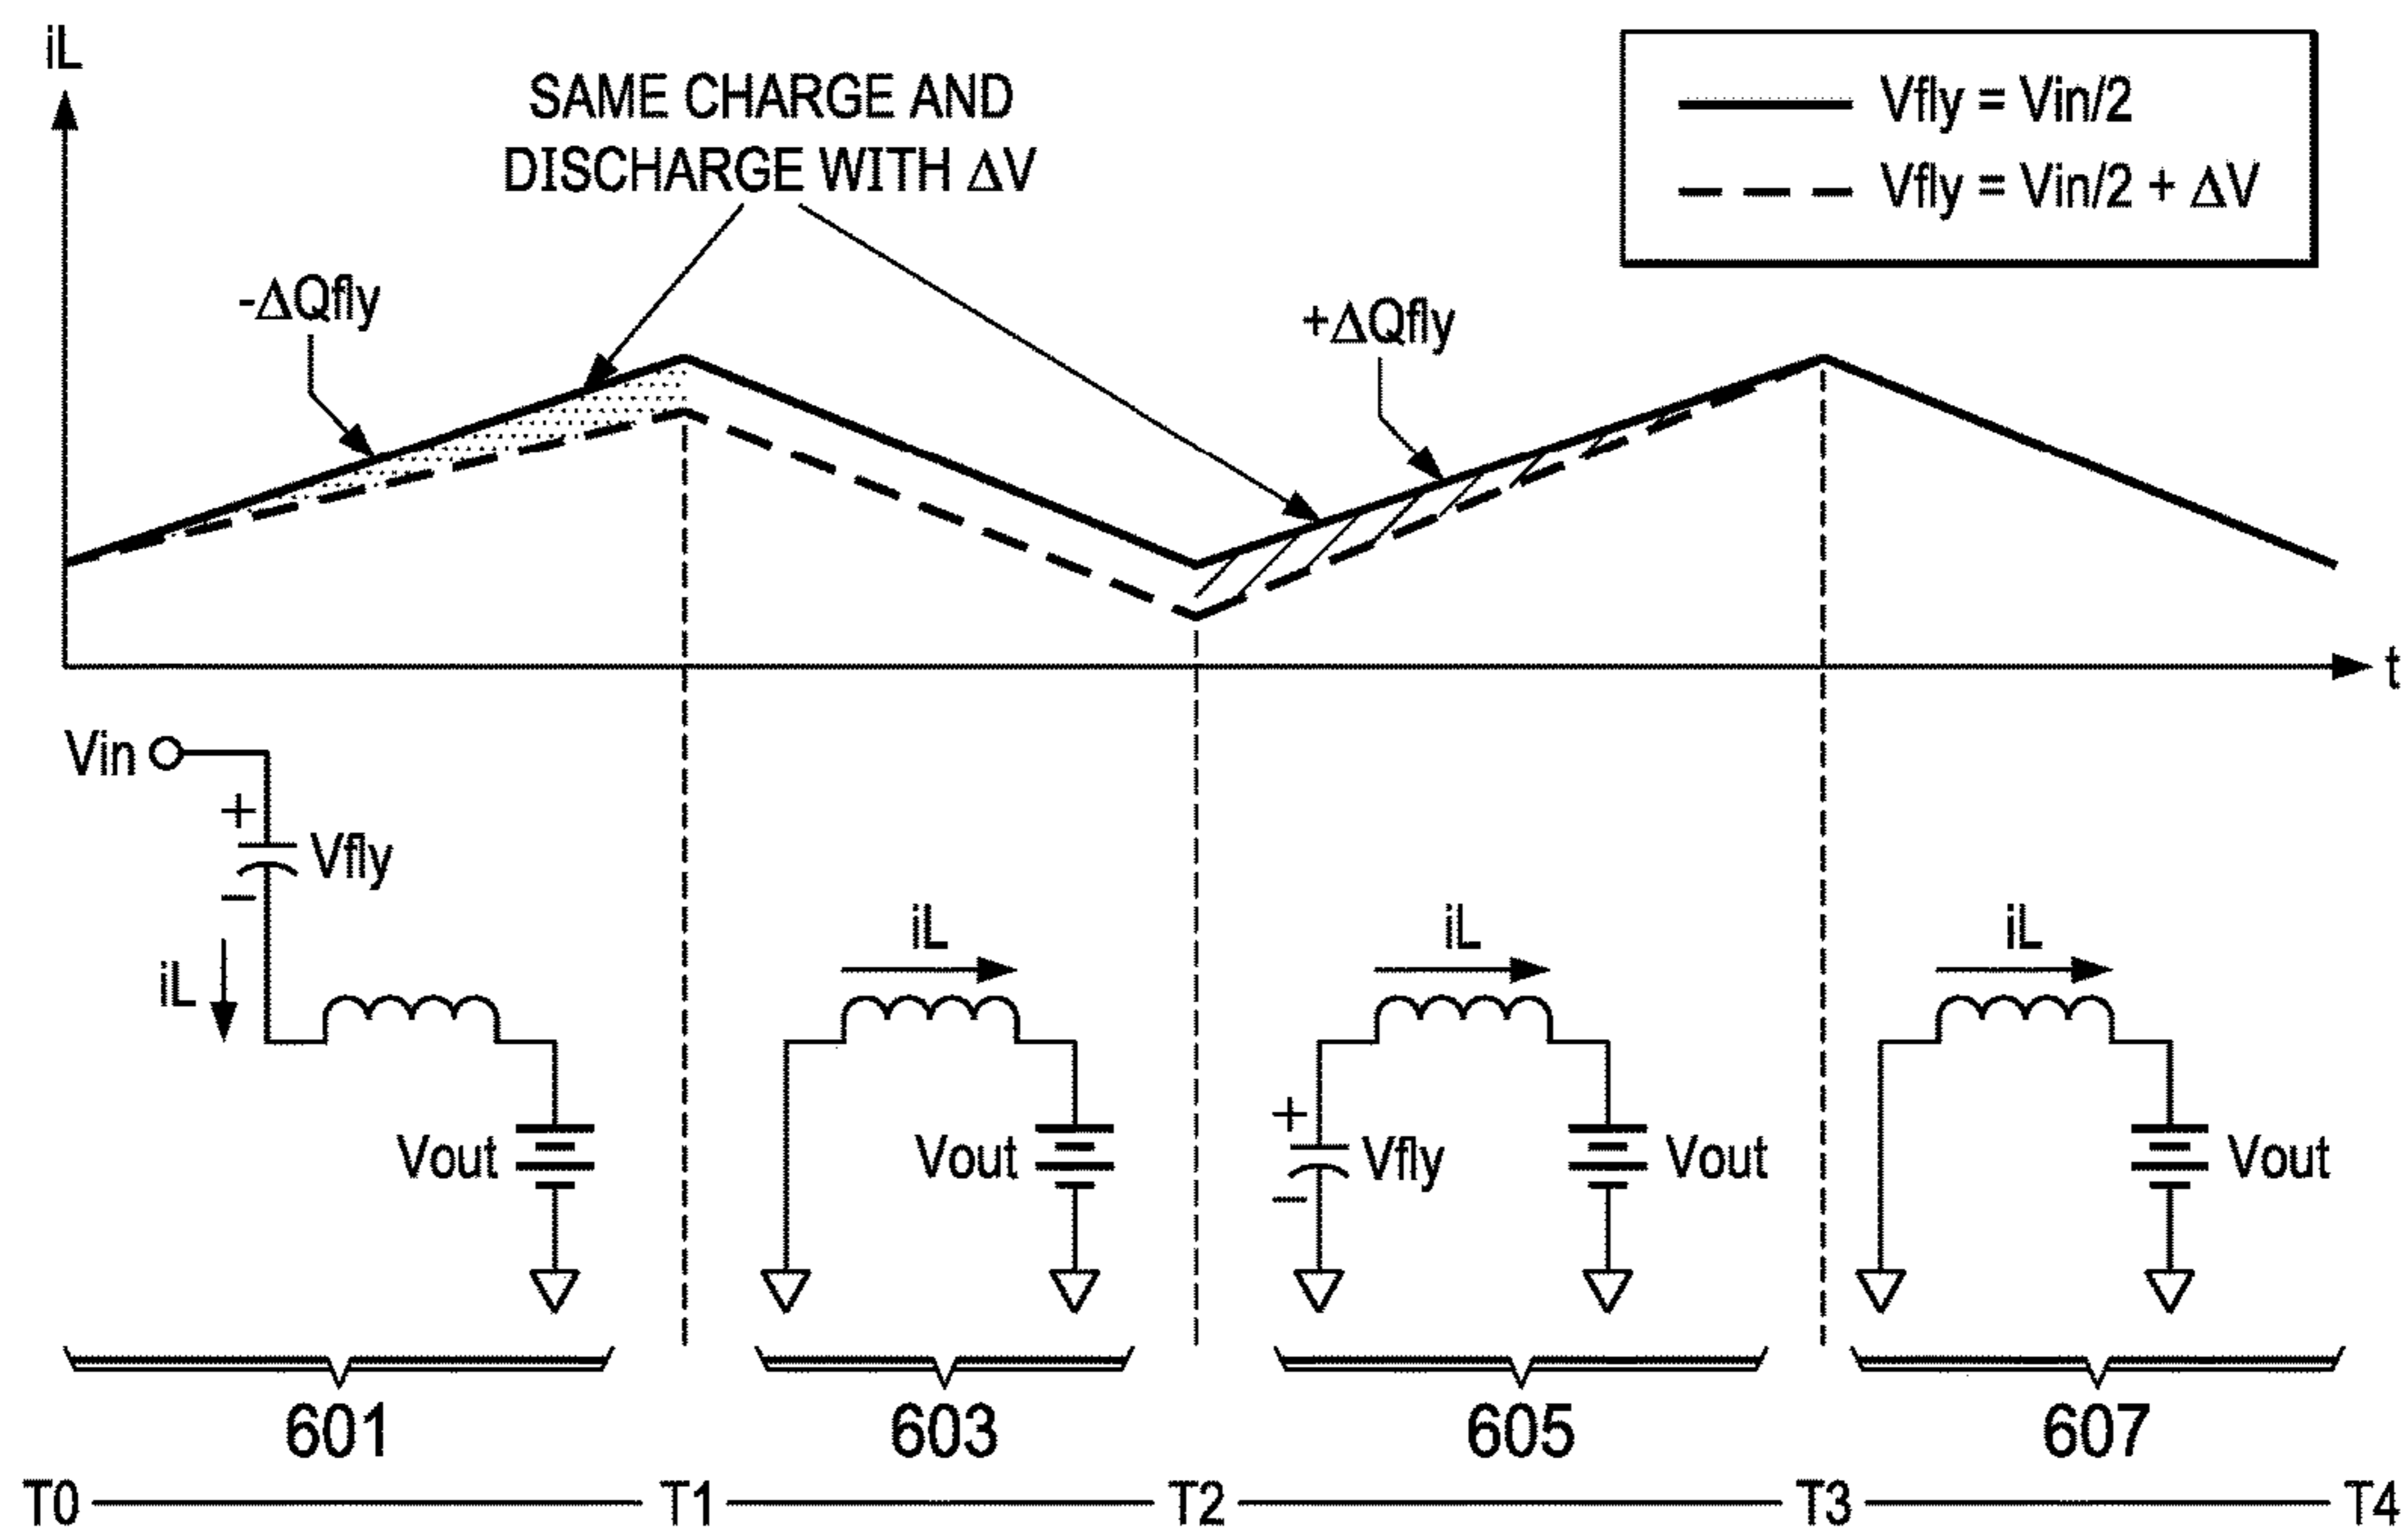 iL
SAME CHARGE AND
DISCHARGE WITH ΔV
Vfly = Vin/2
Vfly = Vin/2 + ΔV
-ΔQfly
+ΔQfly
t
Vin
+
Vfly
−
iL
Vout
iL
Vout
iL
+
Vfly
−
Vout
iL
Vout
601
603
605
607
T0
T1
T2
T3
T4